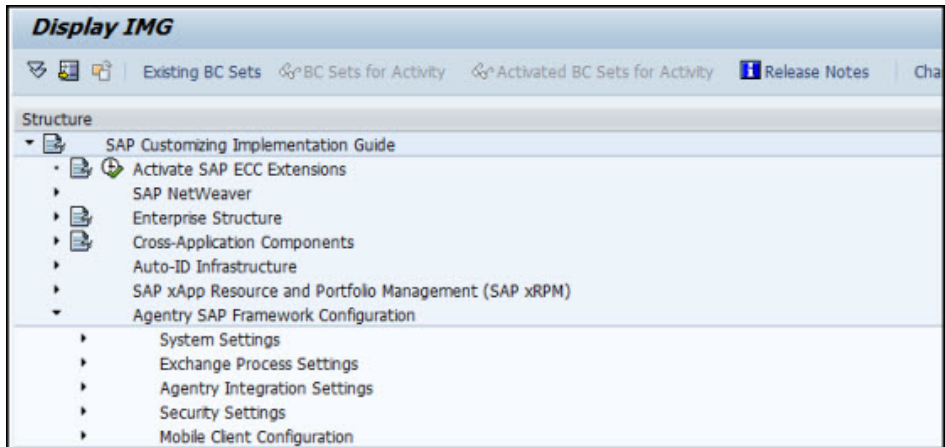 Display IMG
Existing BC Sets BC Sets for Activity Activated BC Sets for Activity Release Notes Cha
Structure
SAP Customizing Implementation Guide
Activate SAP ECC Extensions
SAP NetWeaver
Enterprise Structure
Cross-Application Components
Auto-ID Infrastructure
SAP xApp Resource and Portfolio Management (SAP xRPM)
Agentry SAP Framework Configuration
System Settings
Exchange Process Settings
Agentry Integration Settings
Security Settings
Mobile Client Configuration